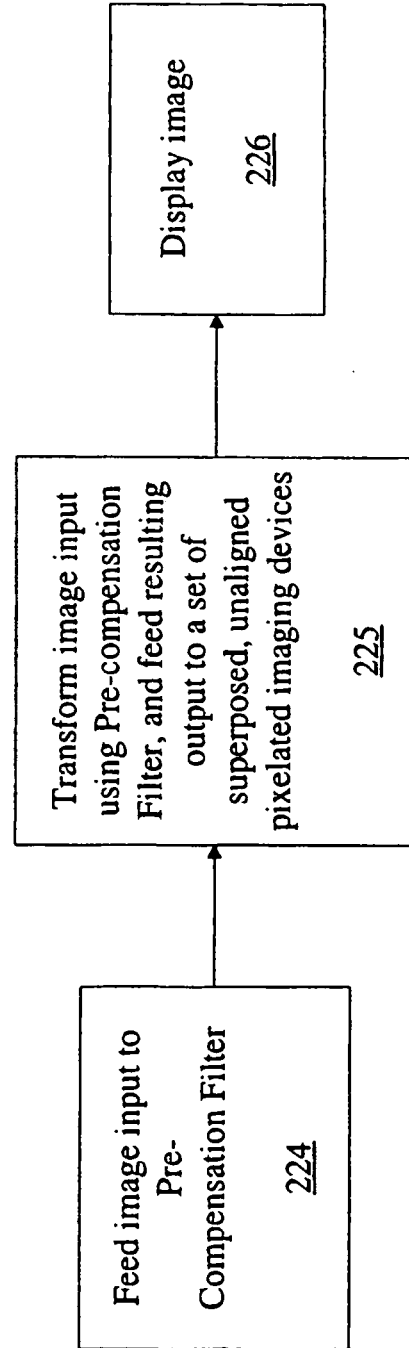 Feed image input to
Pre-
Compensation Filter
224
Transform image input
using Pre-compensation
Filter, and feed resulting
output to a set of
superposed, unaligned
pixelated imaging devices
225
Display image
226